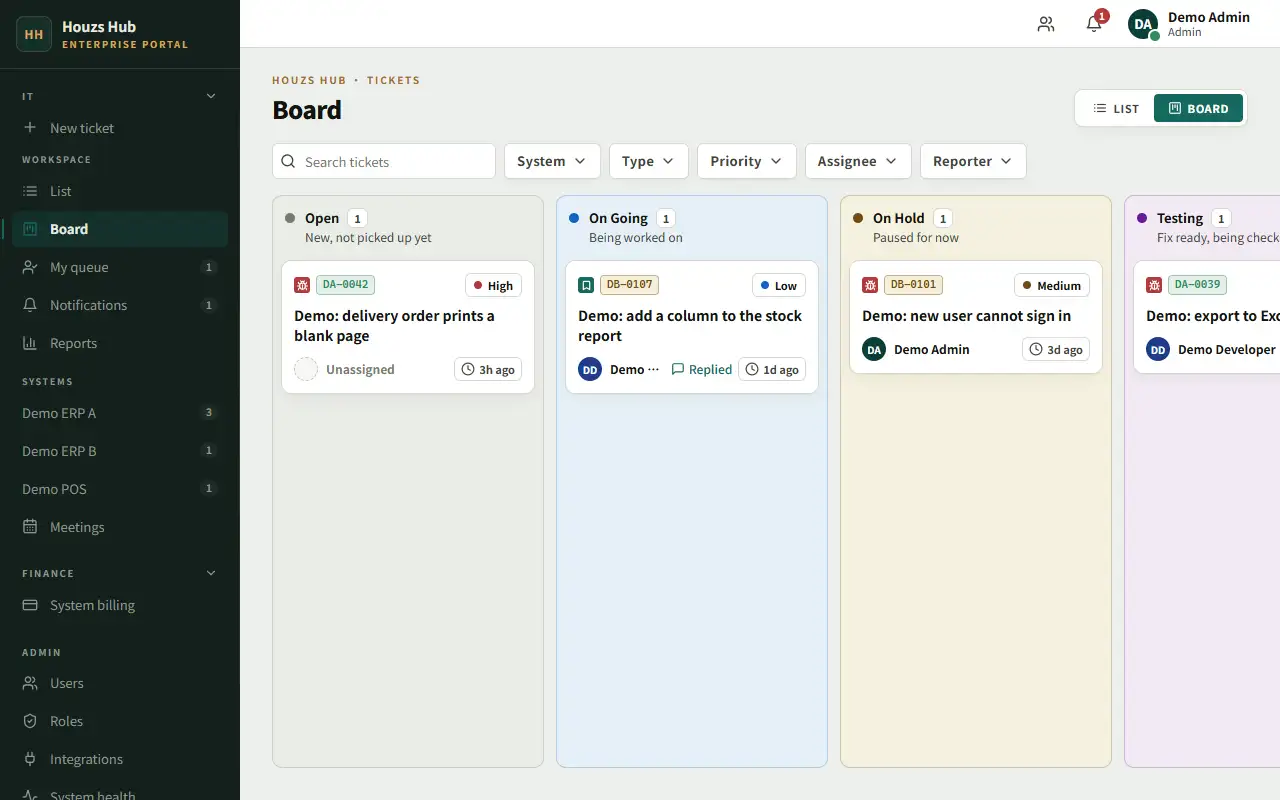 HH
Houzs Hub
ENTERPRISE PORTAL
IT
New ticket
WORKSPACE
List
Board
My queue 1
Notifications 1
Reports
SYSTEMS
Demo ERP A 3
Demo ERP B 1
Demo POS 1
Meetings
FINANCE
System billing
ADMIN
Users
Roles
Integrations
System health
1
DA
Demo Admin
Admin
HOUZS HUB · TICKETS
Board
LIST
BOARD
Search tickets
System
Type
Priority
Assignee
Reporter
Open 1
New, not picked up yet
DA-0042
High
Demo: delivery order prints a
blank page
Unassigned
3h ago
On Going 1
Being worked on
DB-0107
Low
Demo: add a column to the stock
report
DD
Demo ···
Replied
1d ago
On Hold 1
Paused for now
DB-0101
Medium
Demo: new user cannot sign in
DA
Demo Admin
3d ago
Testing 1
Fix ready, being check
DA-0039
Demo: export to Exc
DD
Demo Developer